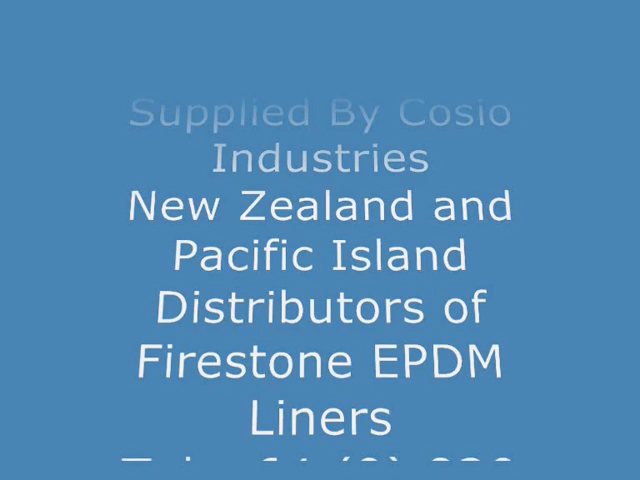 Supplied By Cosio
Industries
New Zealand and
Pacific Island
Distributors of
Firestone EPDM
Liners